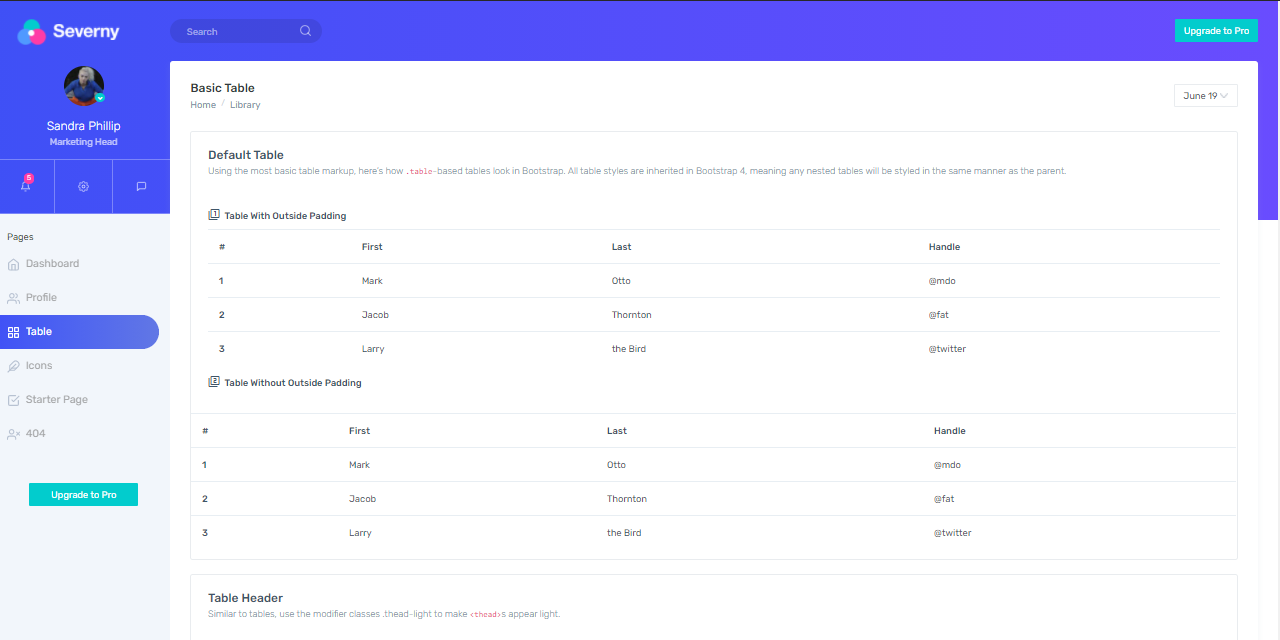 Severny
Search
Upgrade to Pro
Sandra Phillip
Marketing Head
5
Pages
Dashboard
Profile
Table
Icons
Starter Page
404
Upgrade to Pro
Basic Table
Home / Library
June 19
Default Table
Using the most basic table markup, here's how .table-based tables look in Bootstrap. All table styles are inherited in Bootstrap 4, meaning any nested tables will be styled in the same manner as the parent.
1 Table With Outside Padding
# First Last Handle
1 Mark Otto @mdo
2 Jacob Thornton @fat
3 Larry the Bird @twitter
2 Table Without Outside Padding
# First Last Handle
1 Mark Otto @mdo
2 Jacob Thornton @fat
3 Larry the Bird @twitter
Table Header
Similar to tables, use the modifier classes .thead-light to make <thead>s appear light.